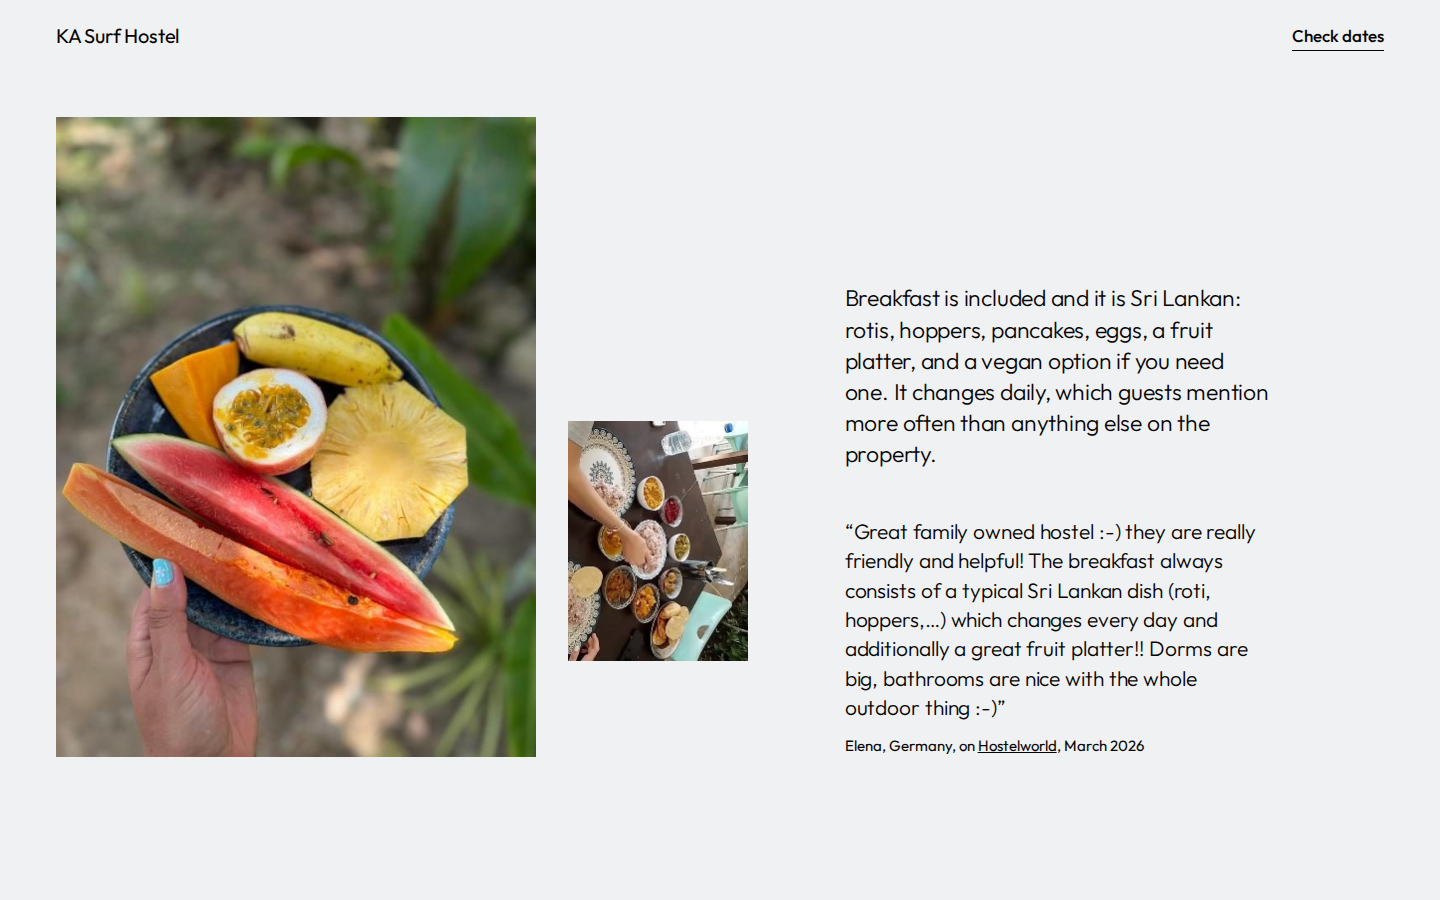 KA Surf Hostel
Check dates
Breakfast is included and it is Sri Lankan:
rotis, hoppers, pancakes, eggs, a fruit
platter, and a vegan option if you need
one. It changes daily, which guests mention
more often than anything else on the
property.
“Great family owned hostel :-) they are really
friendly and helpful! The breakfast always
consists of a typical Sri Lankan dish (roti,
hoppers,...) which changes every day and
additionally a great fruit platter!! Dorms are
big, bathrooms are nice with the whole
outdoor thing :-)”
Elena, Germany, on Hostelworld, March 2026